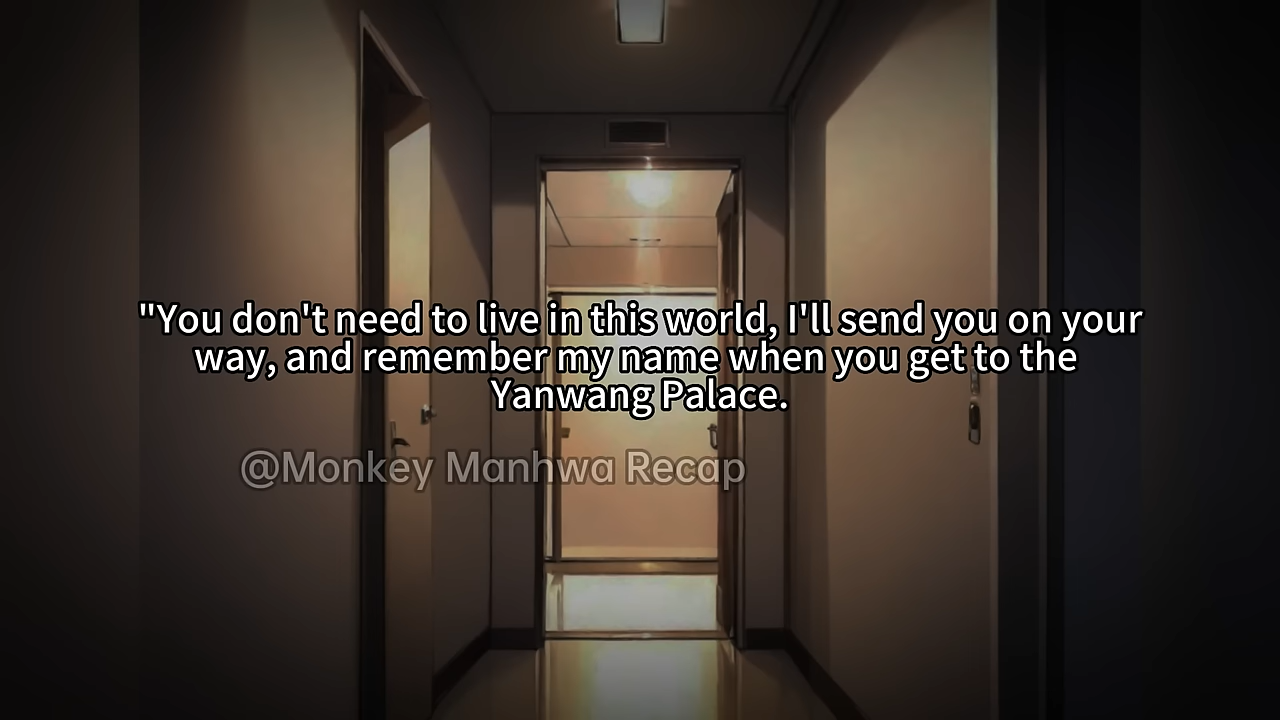 "You don't need to live in this world, I'll send you on your
way, and remember my name when you get to the
Yanwang Palace.
@Monkey Manhwa Recap